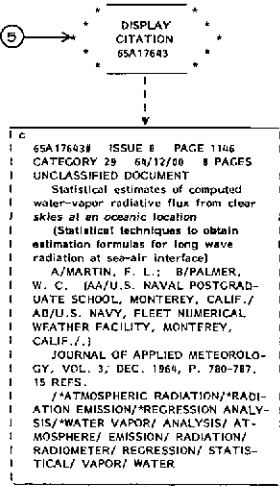 5
DISPLAY
CITATION
65A17643
c
65A17643# ISSUE 8 PAGE 1146
CATEGORY 29 64/12/00 8 PAGES
UNCLASSIFIED DOCUMENT
Statistical estimates of computed
water-vapor radiative flux from clear
skies at an oceanic location
(Statistical techniques to obtain
estimation formulas for long wave
radiation at sea-air interface)
A/MARTIN, F. L.; B/PALMER,
W. C. (AA/U.S. NAVAL POSTGRAD-
UATE SCHOOL, MONTEREY, CALIF./
AB/U.S. NAVY, FLEET NUMERICAL
WEATHER FACILITY, MONTEREY,
CALIF./.)
JOURNAL OF APPLIED METEOROLO-
GY, VOL. 3, DEC. 1964, P. 780-787.
15 REFS.
/*ATMOSPHERIC RADIATION/*RADI-
ATION EMISSION/*REGRESSION ANALY-
SIS/*WATER VAPOR/ ANALYSIS/ AT-
MOSPHERE/ EMISSION/ RADIATION/
RADIOMETER/ REGRESSION/ STATIS-
TICAL/ VAPOR/ WATER